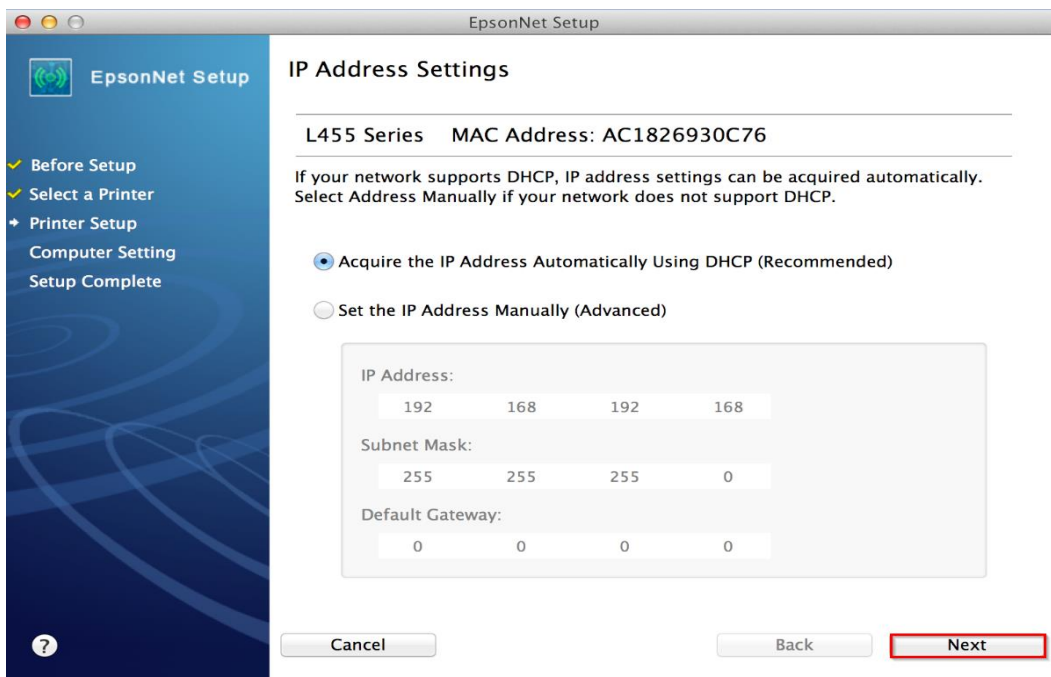 EpsonNet Setup
EpsonNet Setup
Before Setup
Select a Printer
Printer Setup
Computer Setting
Setup Complete
?
IP Address Settings
L455 Series MAC Address: AC1826930C76
If your network supports DHCP, IP address settings can be acquired automatically.
Select Address Manually if your network does not support DHCP.
Acquire the IP Address Automatically Using DHCP (Recommended)
Set the IP Address Manually (Advanced)
IP Address:
192 168 192 168
Subnet Mask:
255 255 255 0
Default Gateway:
0 0 0 0
Cancel Back Next